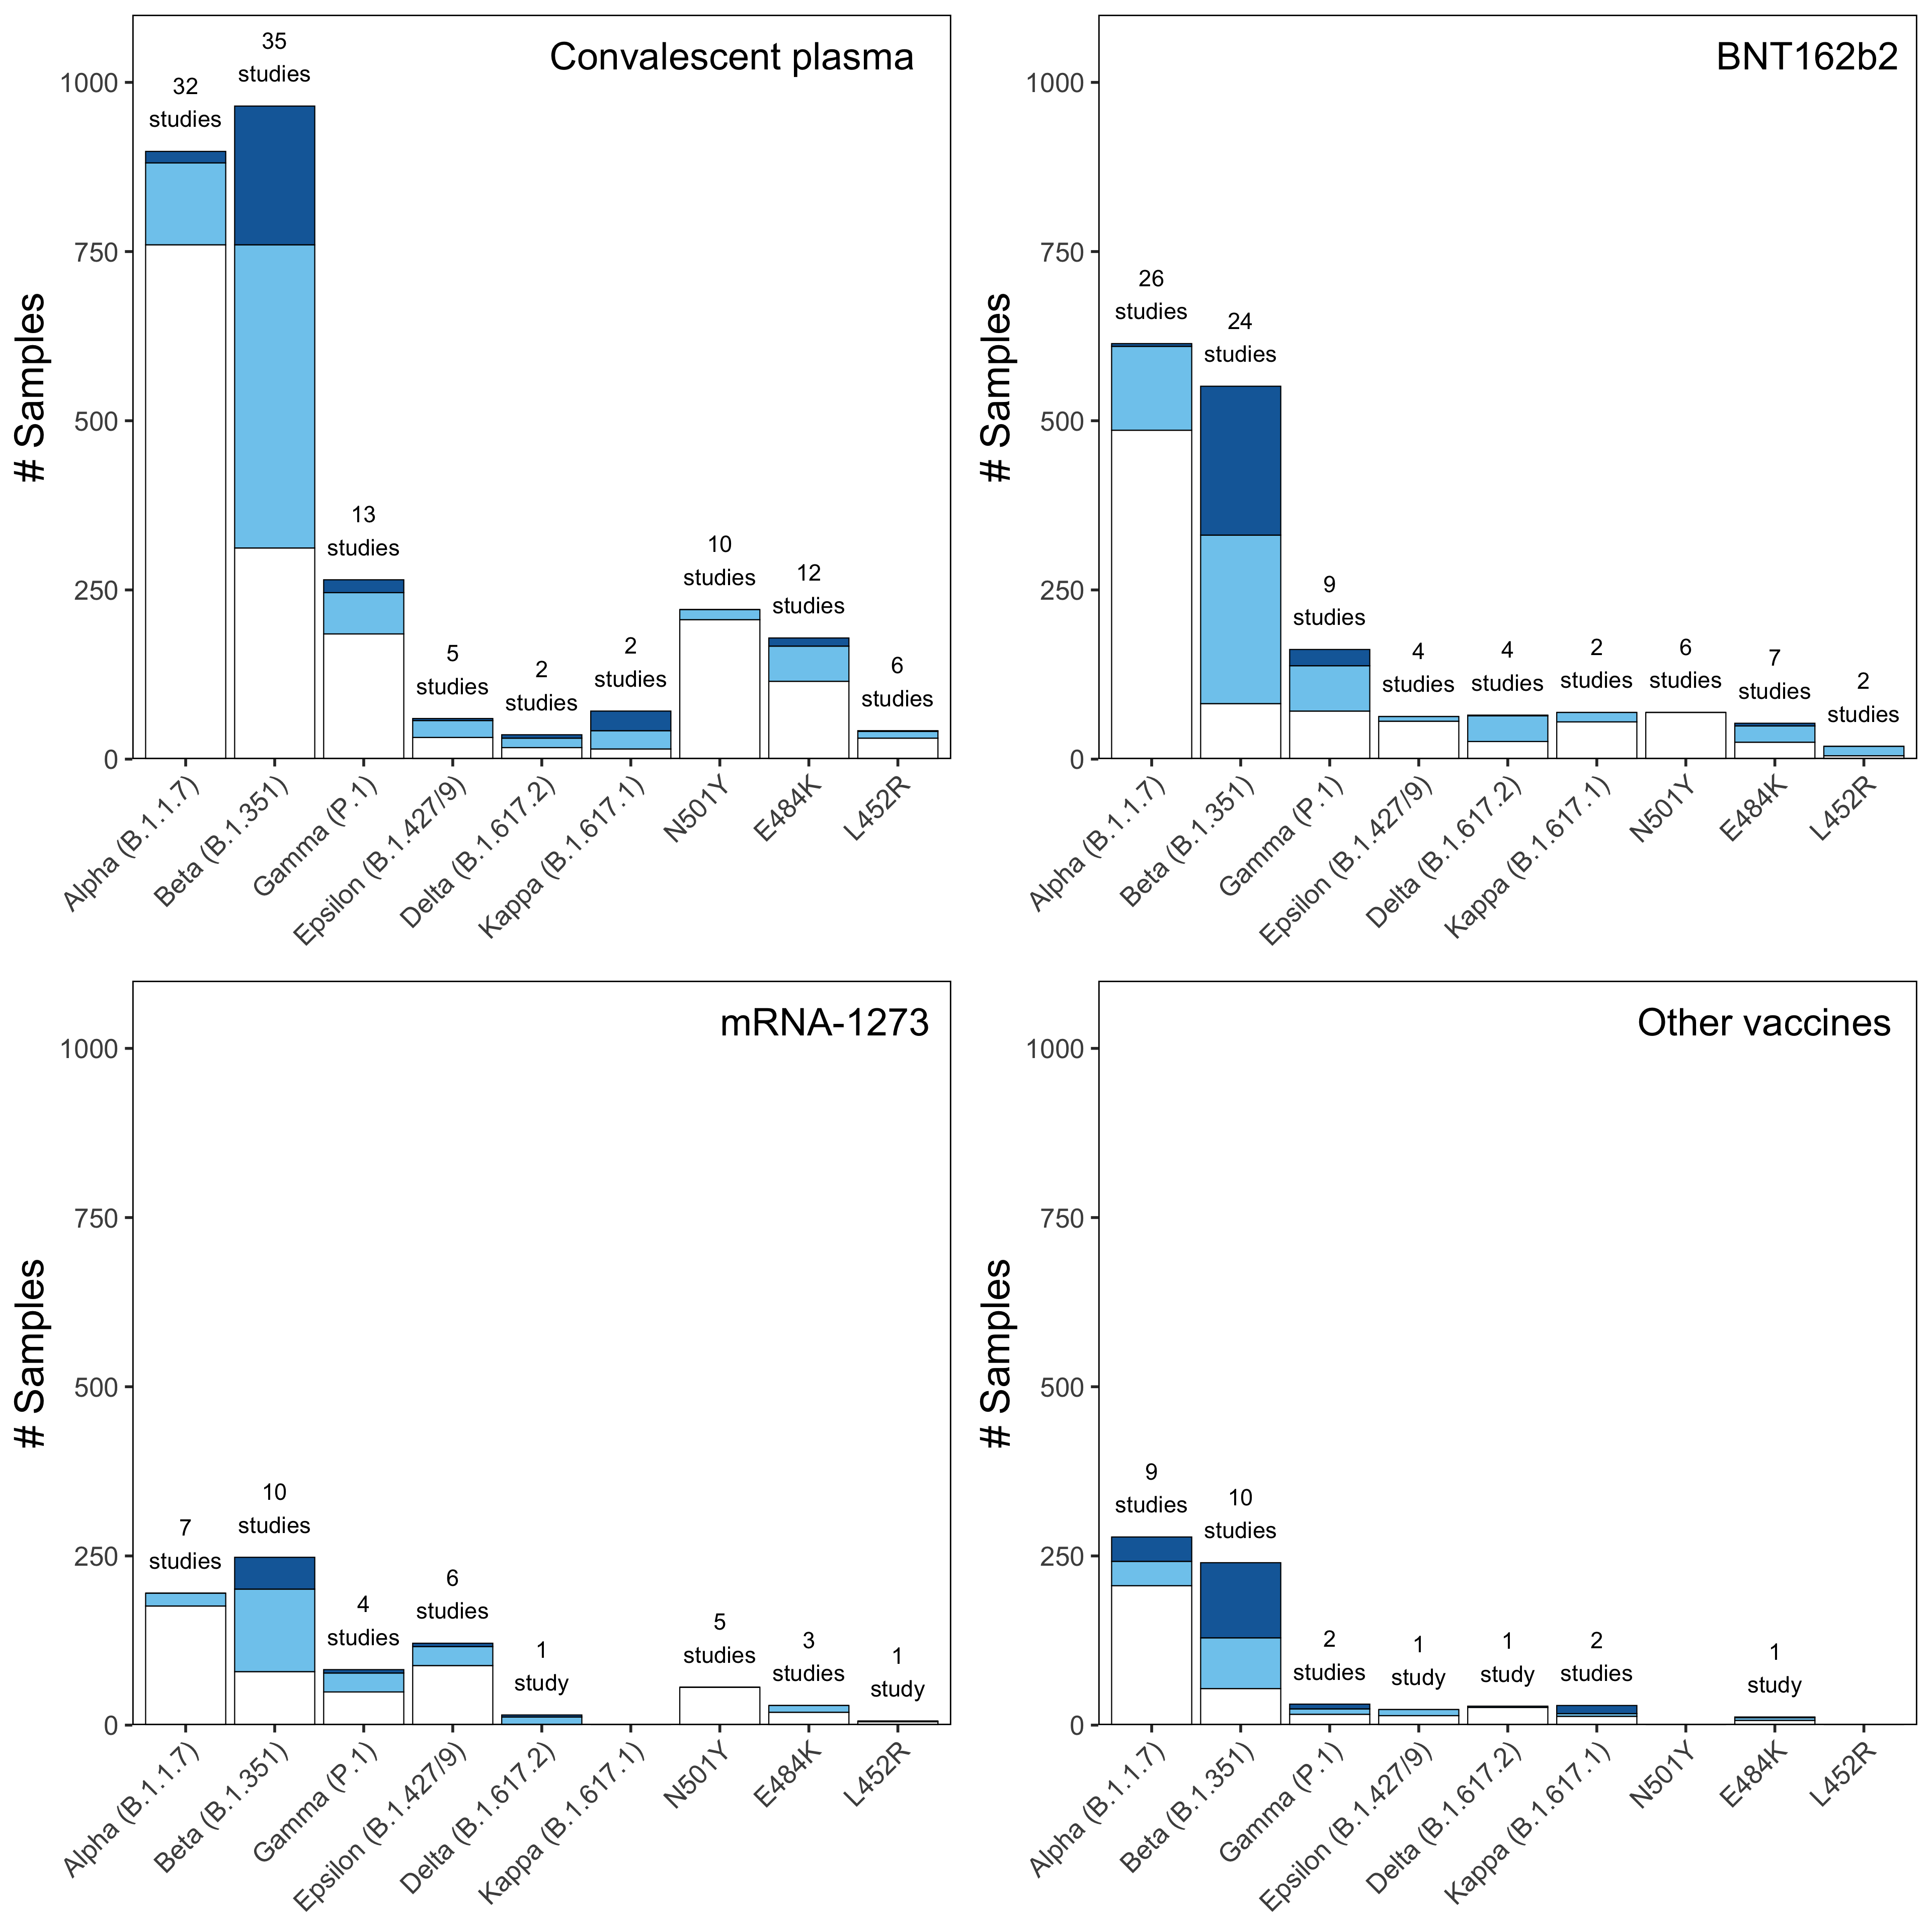 Convalescent plasma
# Samples
1000
750
500
250
0
32
studies
35
studies
13
studies
5
studies
2
studies
2
studies
10
studies
12
studies
6
studies
Alpha (B.1.1.7)
Beta (B.1.351)
Gamma (P.1)
Epsilon (B.1.427/9)
Delta (B.1.617.2)
Kappa (B.1.617.1)
N501Y
E484K
L452R
BNT162b2
# Samples
1000
750
500
250
0
26
studies
24
studies
9
studies
4
studies
4
studies
2
studies
6
studies
7
studies
2
studies
Alpha (B.1.1.7)
Beta (B.1.351)
Gamma (P.1)
Epsilon (B.1.427/9)
Delta (B.1.617.2)
Kappa (B.1.617.1)
N501Y
E484K
L452R
mRNA-1273
# Samples
1000
750
500
250
0
7
studies
10
studies
4
studies
6
studies
1
study
5
studies
3
studies
1
study
Alpha (B.1.1.7)
Beta (B.1.351)
Gamma (P.1)
Epsilon (B.1.427/9)
Delta (B.1.617.2)
Kappa (B.1.617.1)
N501Y
E484K
L452R
Other vaccines
# Samples
1000
750
500
250
0
9
studies
10
studies
2
studies
1
study
1
study
2
studies
1
study
Alpha (B.1.1.7)
Beta (B.1.351)
Gamma (P.1)
Epsilon (B.1.427/9)
Delta (B.1.617.2)
Kappa (B.1.617.1)
N501Y
E484K
L452R